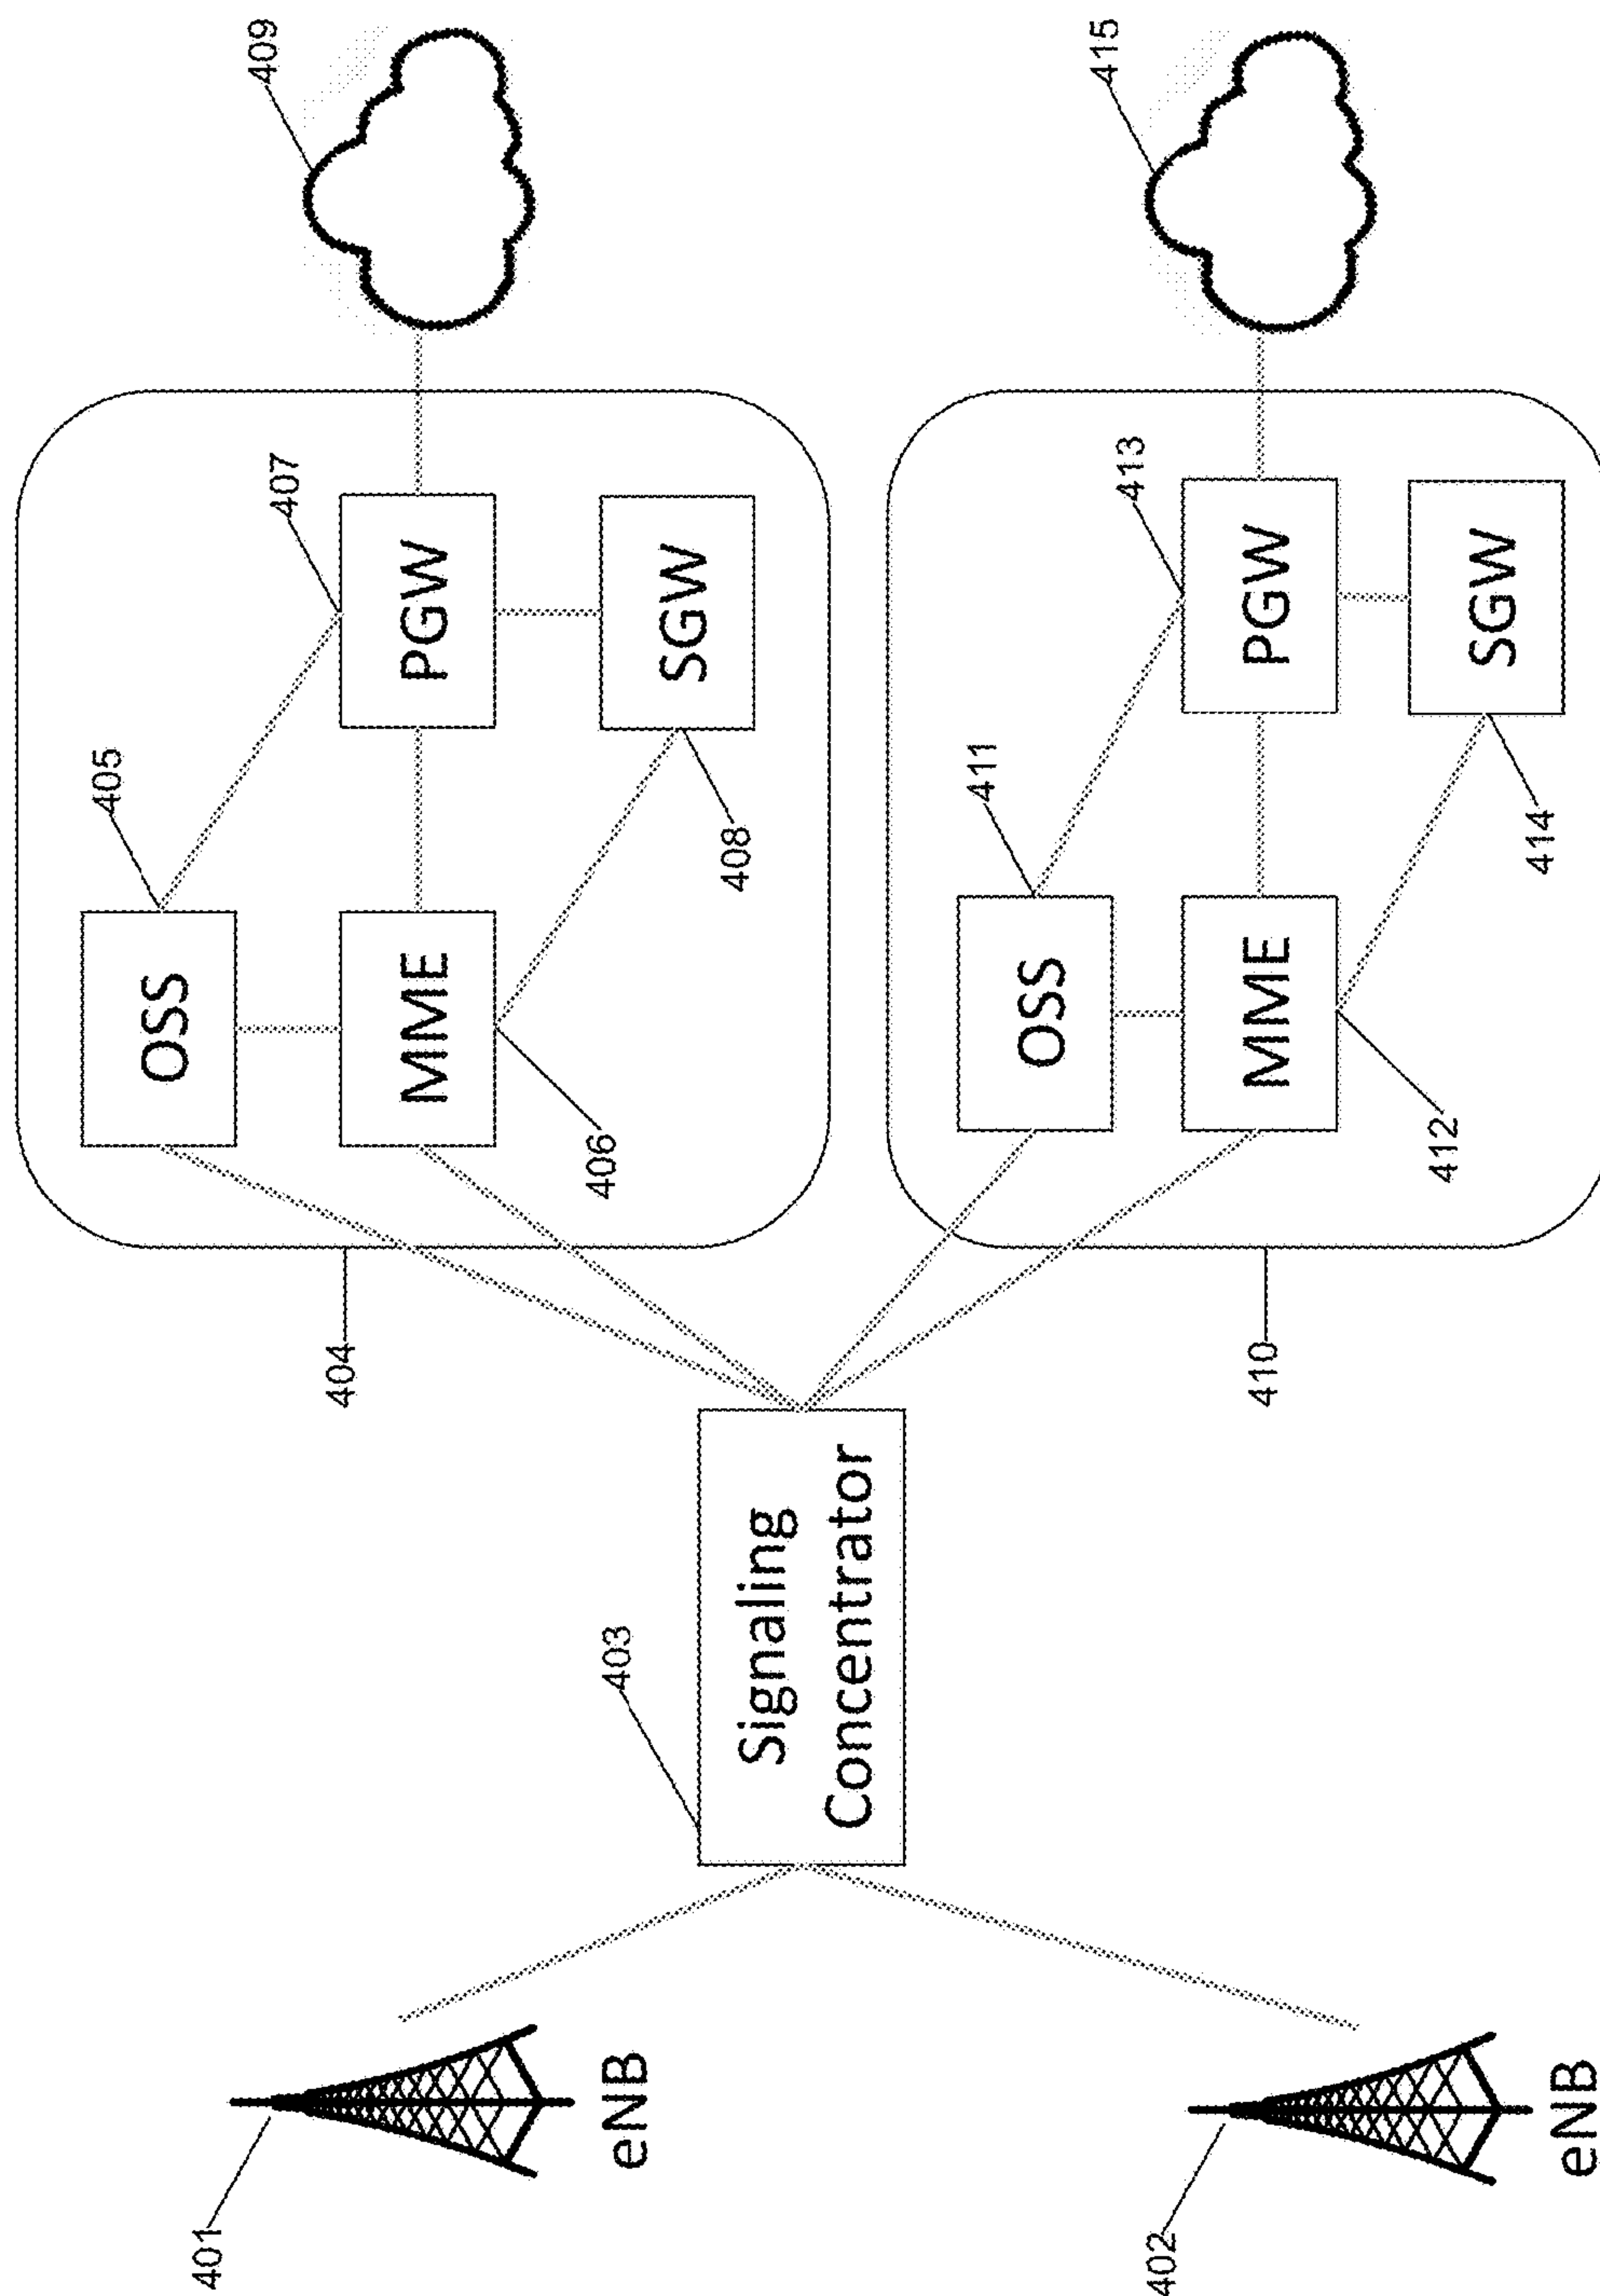 401
eNB
402
eNB
403
Signaling
Concentrator
404
405
OSS
406
MME
407
PGW
408
SGW
409
410
411
OSS
412
MME
413
PGW
414
SGW
415